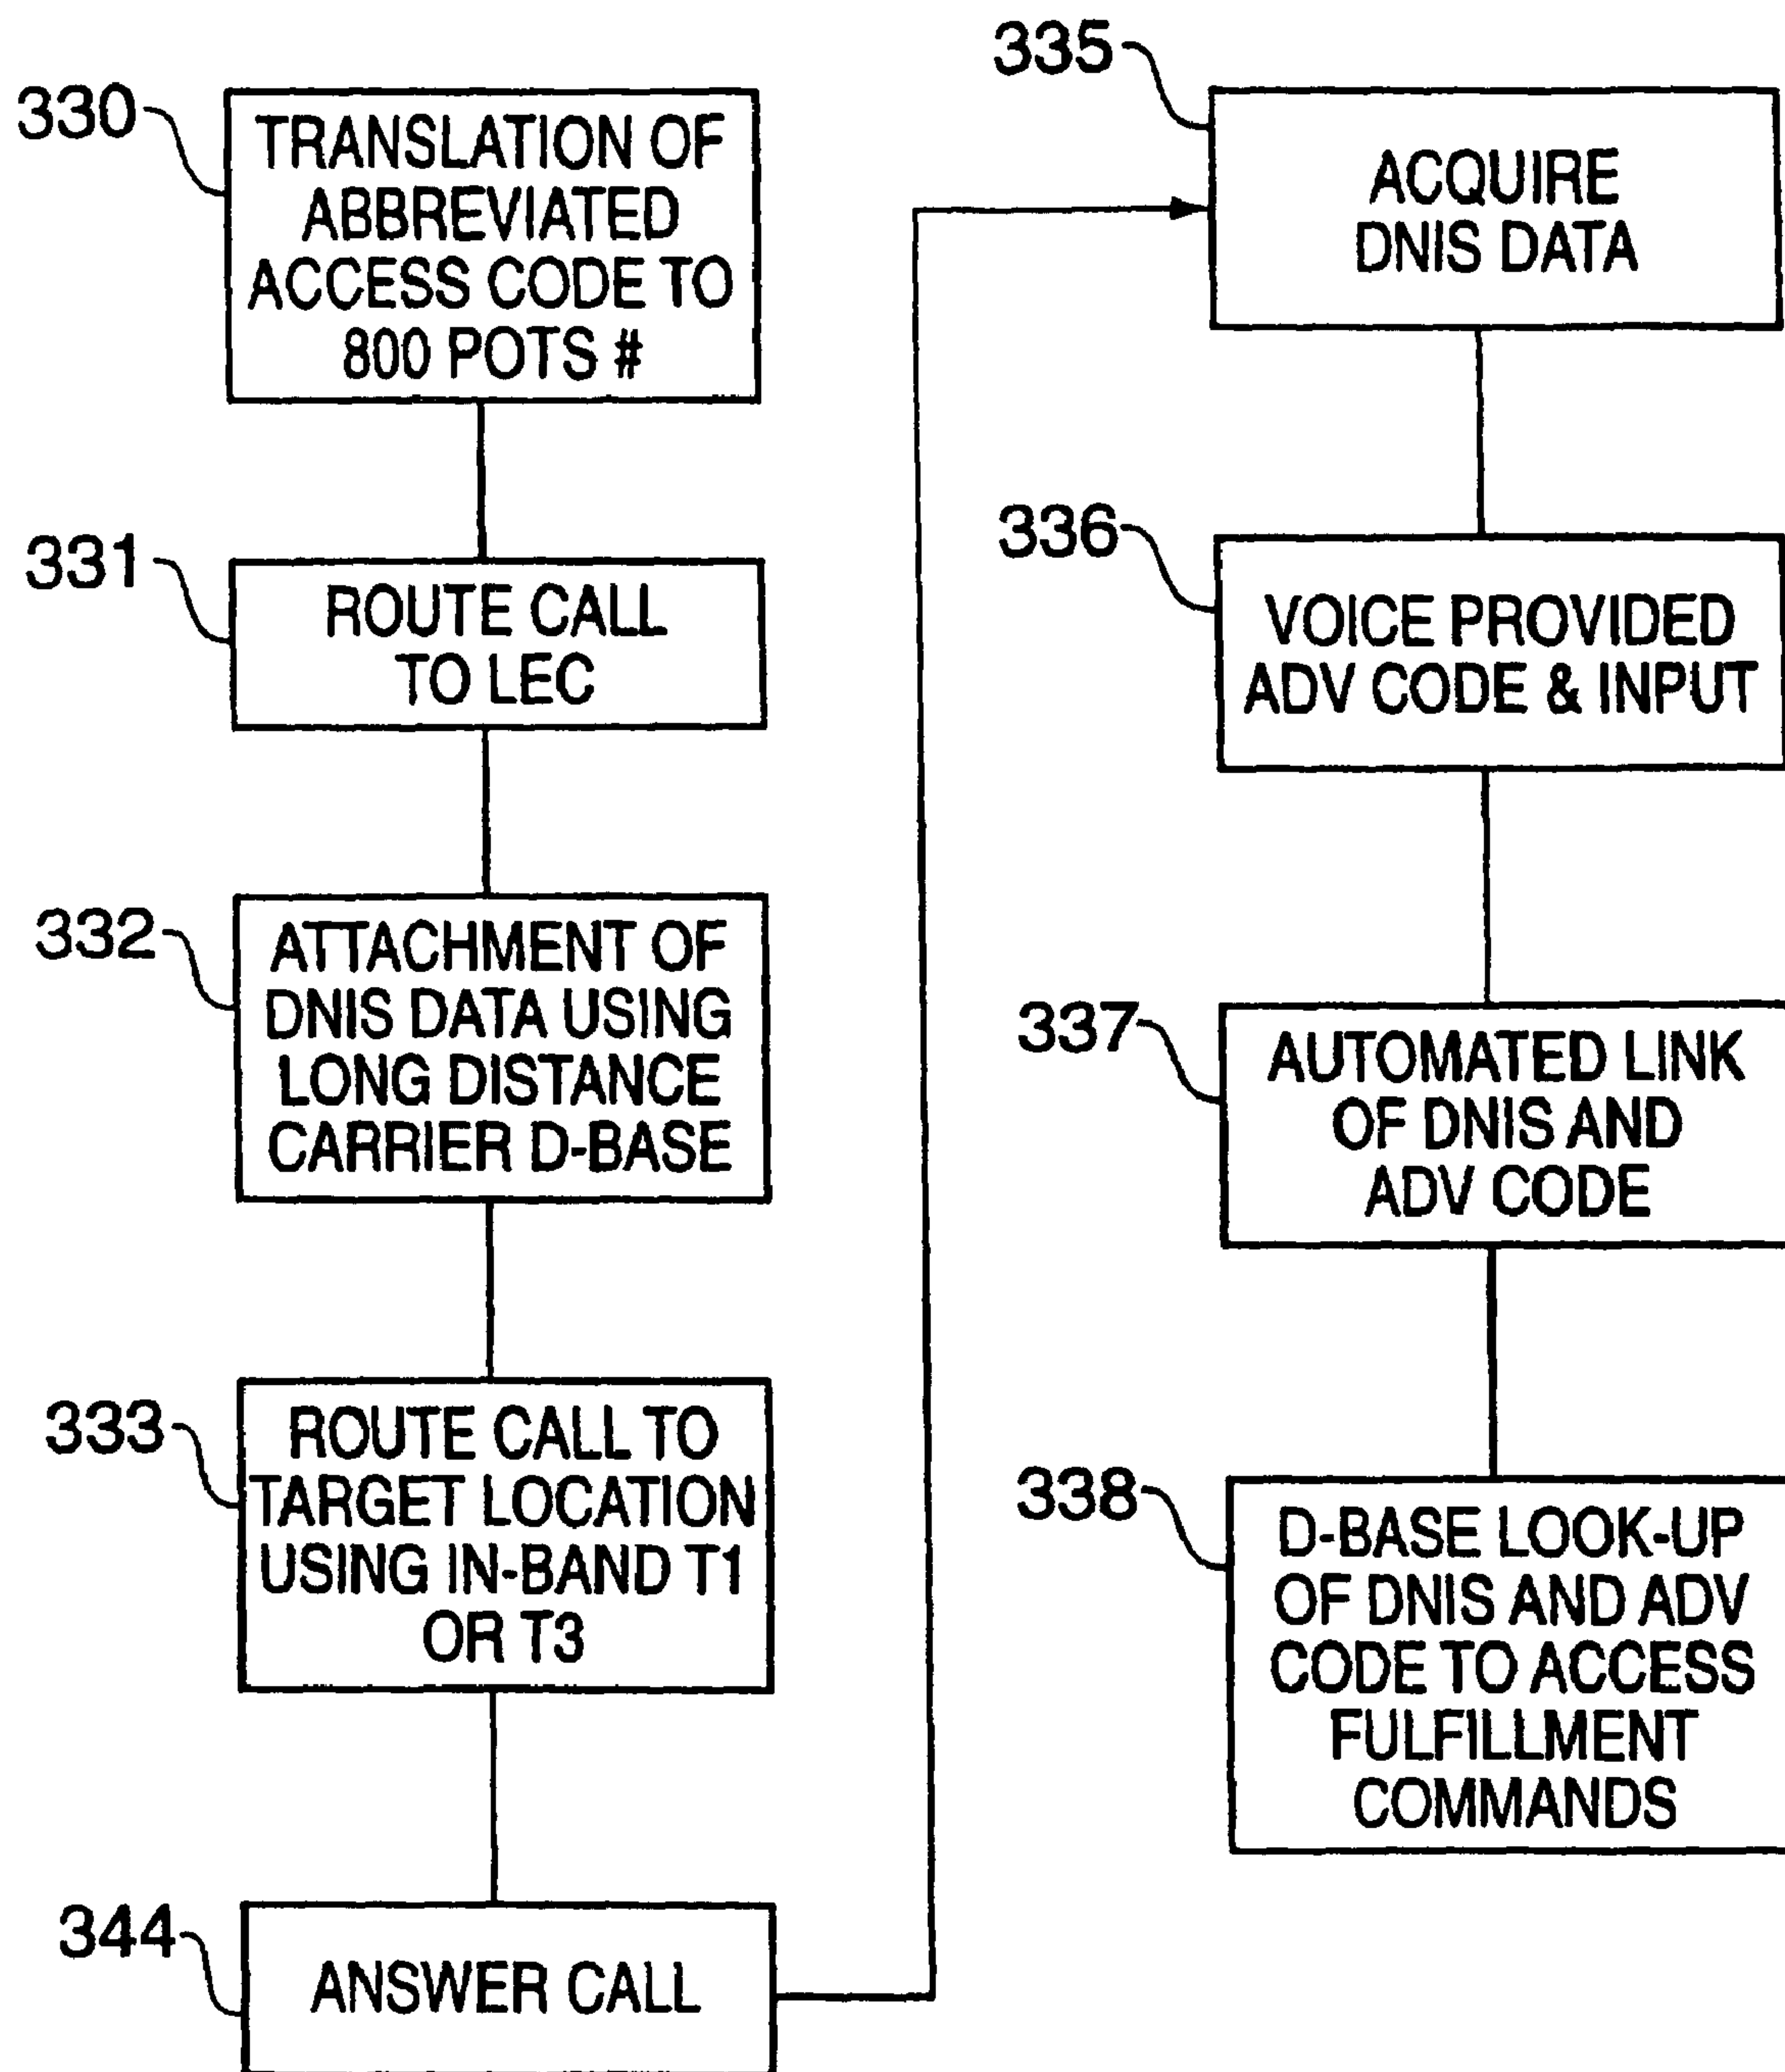 330
TRANSLATION OF
ABBREVIATED
ACCESS CODE TO
800 POTS #
331
ROUTE CALL
TO LEC
332
ATTACHMENT OF
DNIS DATA USING
LONG DISTANCE
CARRIER D-BASE
333
ROUTE CALL TO
TARGET LOCATION
USING IN-BAND T1
OR T3
344
ANSWER CALL
335
ACQUIRE
DNIS DATA
336
VOICE PROVIDED
ADV CODE & INPUT
337
AUTOMATED LINK
OF DNIS AND
ADV CODE
338
D-BASE LOOK-UP
OF DNIS AND ADV
CODE TO ACCESS
FULFILLMENT
COMMANDS